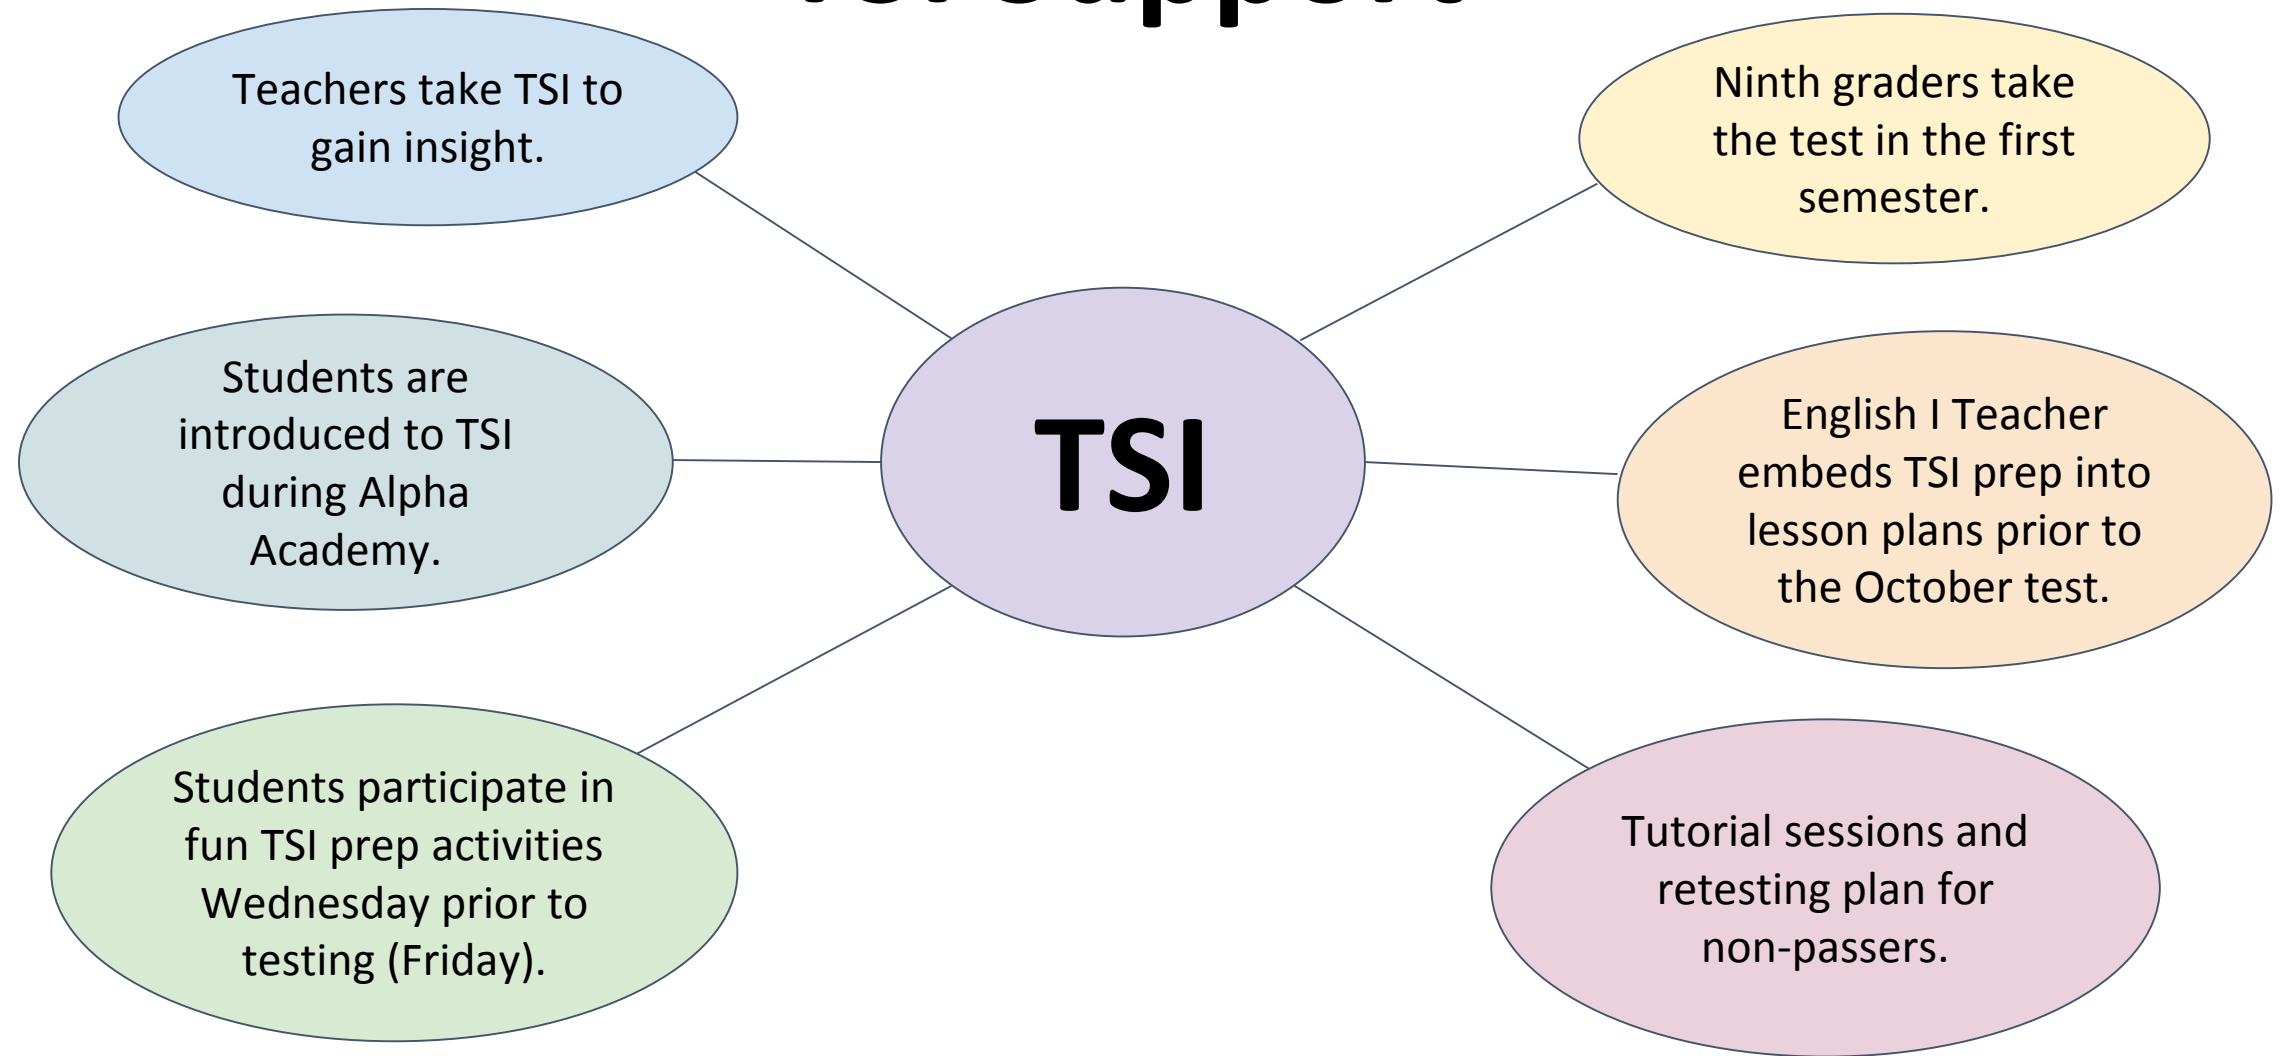 TSI Support
Teachers take TSI to
gain insight.
Ninth graders take
the test in the first
semester.
Students are
introduced to TSI
during Alpha
Academy.
TSI
English I Teacher
embeds TSI prep into
lesson plans prior to
the October test.
Students participate in
fun TSI prep activities
Wednesday prior to
testing (Friday).
Tutorial sessions and
retesting plan for
non-passers.